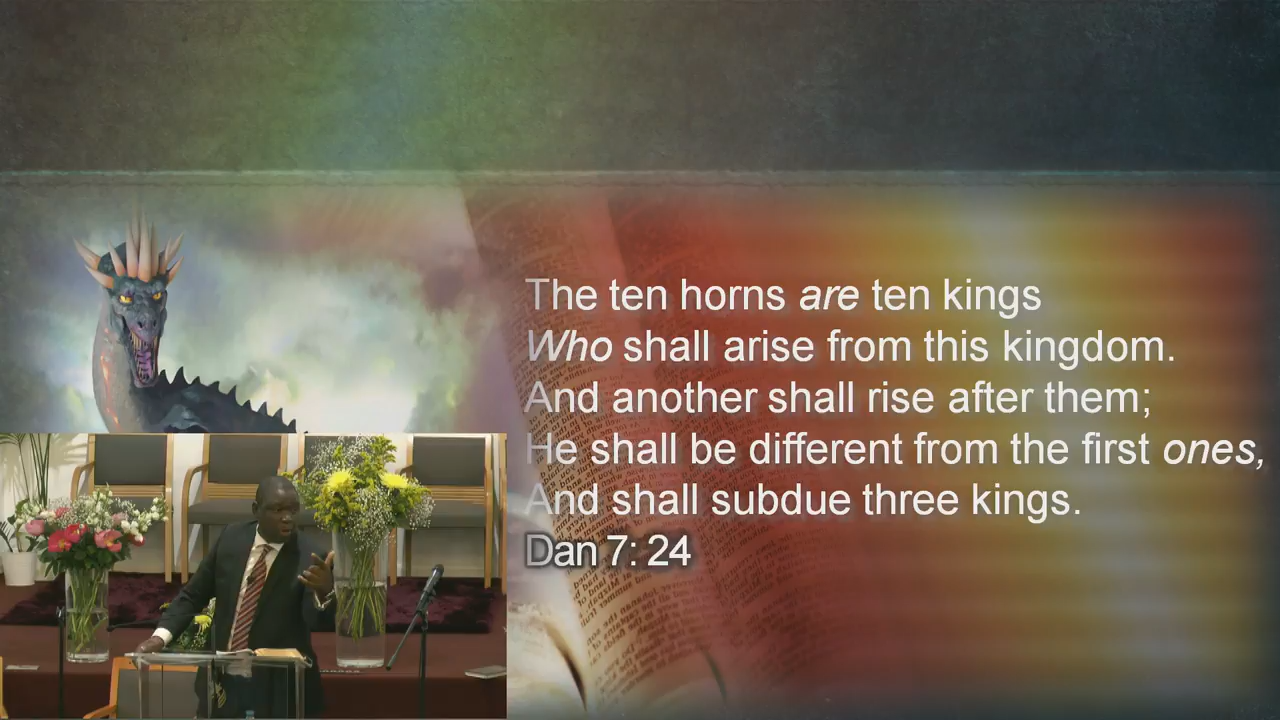 The ten horns are ten kings
Who shall arise from this kingdom.
And another shall rise after them;
He shall be different from the first ones,
And shall subdue three kings.
Dan 7: 24